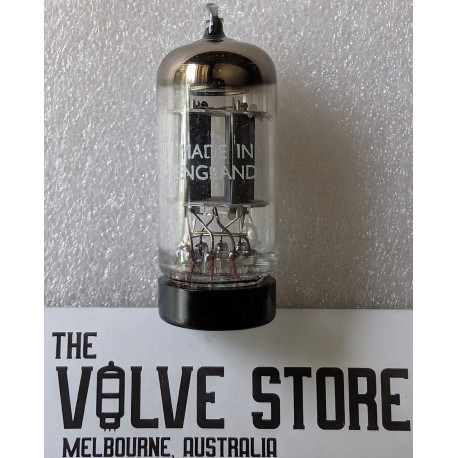 MADE IN
ENGLAND
THE
VALVE STORE
MELBOURNE, AUSTRALIA